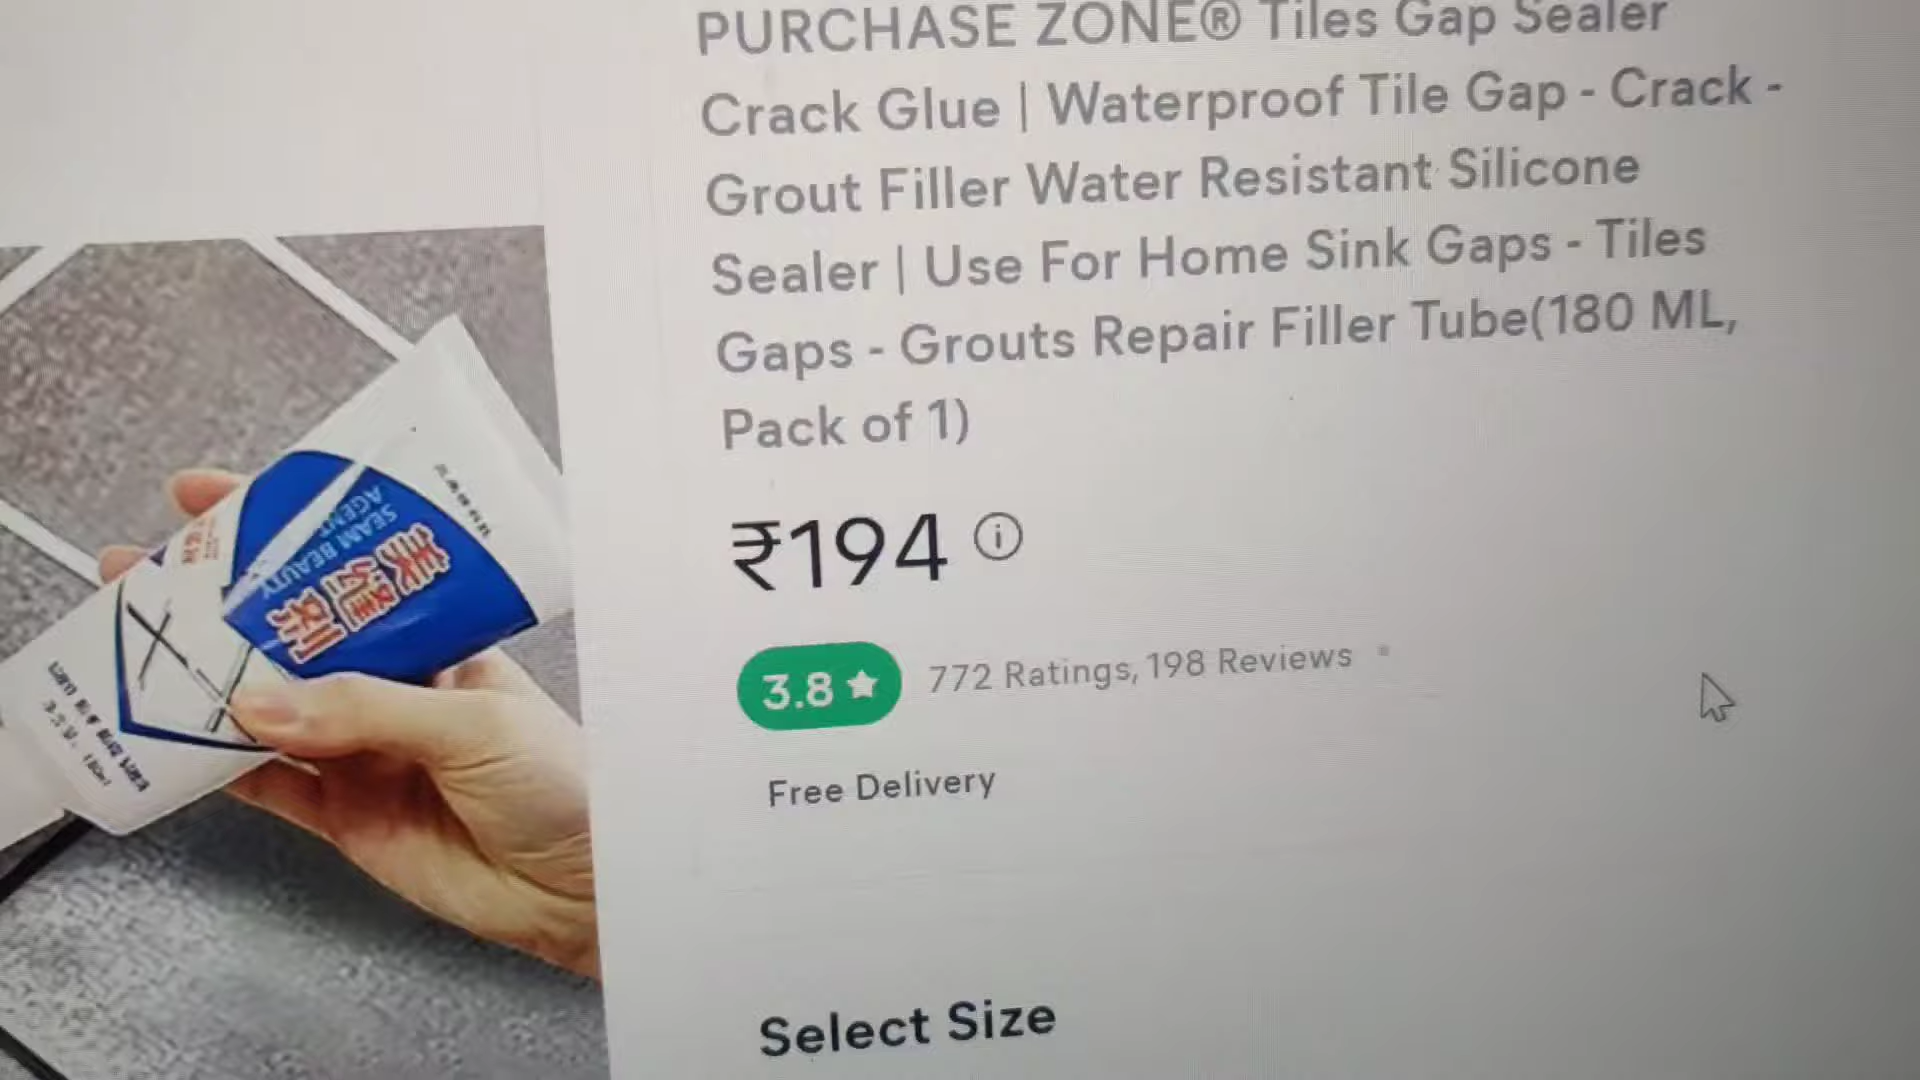 PURCHASE ZONE® Tiles Gap Sealer
Crack Glue | Waterproof Tile Gap - Crack -
Grout Filler Water Resistant Silicone
Sealer | Use For Home Sink Gaps - Tiles
Gaps - Grouts Repair Filler Tube(180 ML,
Pack of 1)
₹194
3.8 ★ 772 Ratings, 198 Reviews
Free Delivery
Select Size
美縫剂
SEAM BEAUTY
AGENT